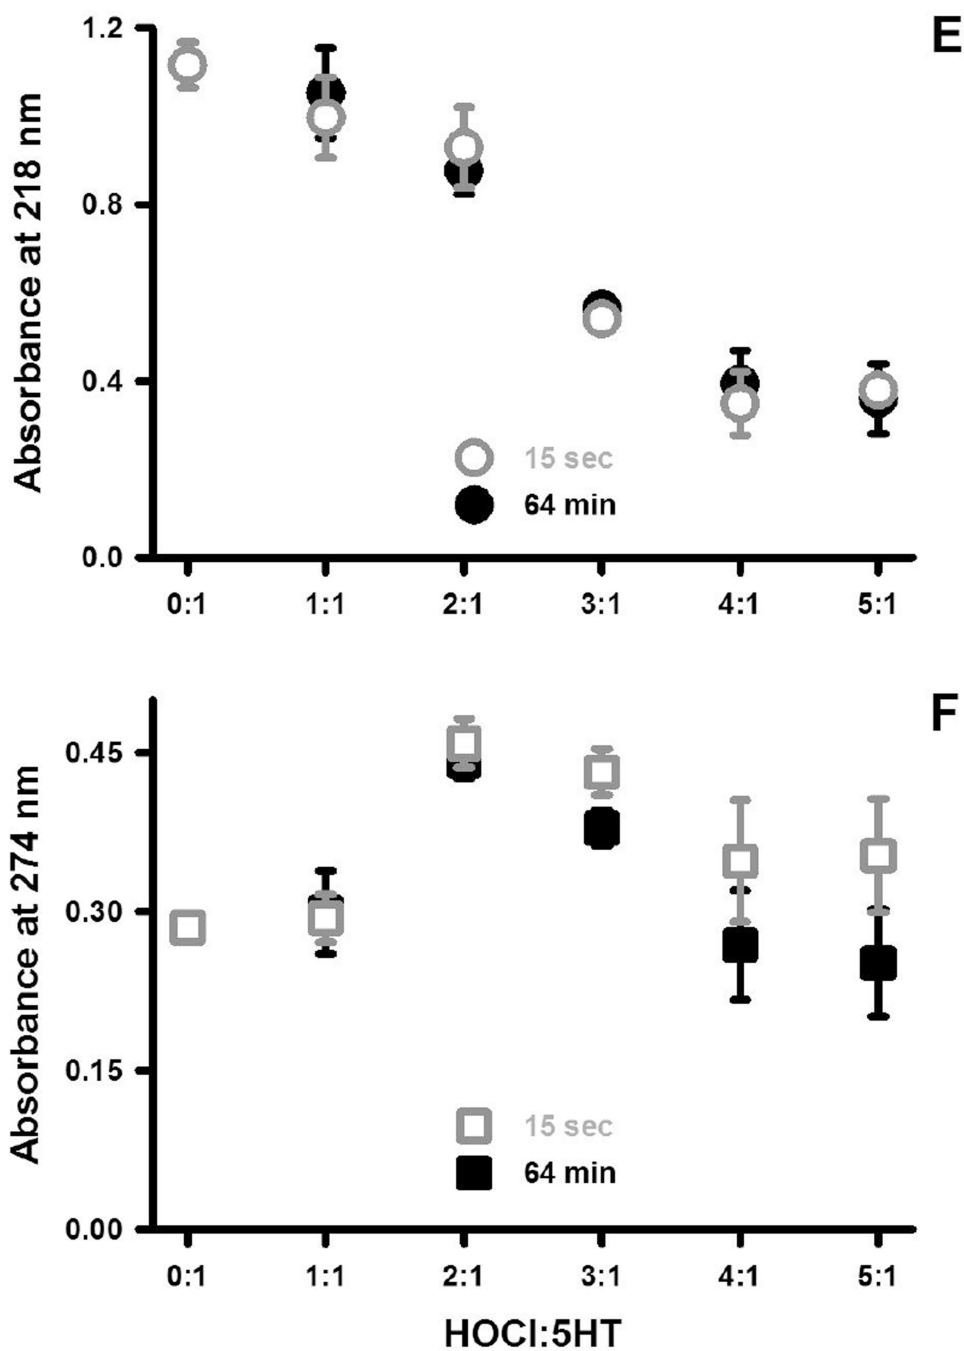 E
Absorbance at 218 nm
1.2
0.8
0.4
0.0
15 sec
64 min
0:1 1:1 2:1 3:1 4:1 5:1
F
Absorbance at 274 nm
0.45
0.30
0.15
0.00
15 sec
64 min
0:1 1:1 2:1 3:1 4:1 5:1
HOCl:5HT